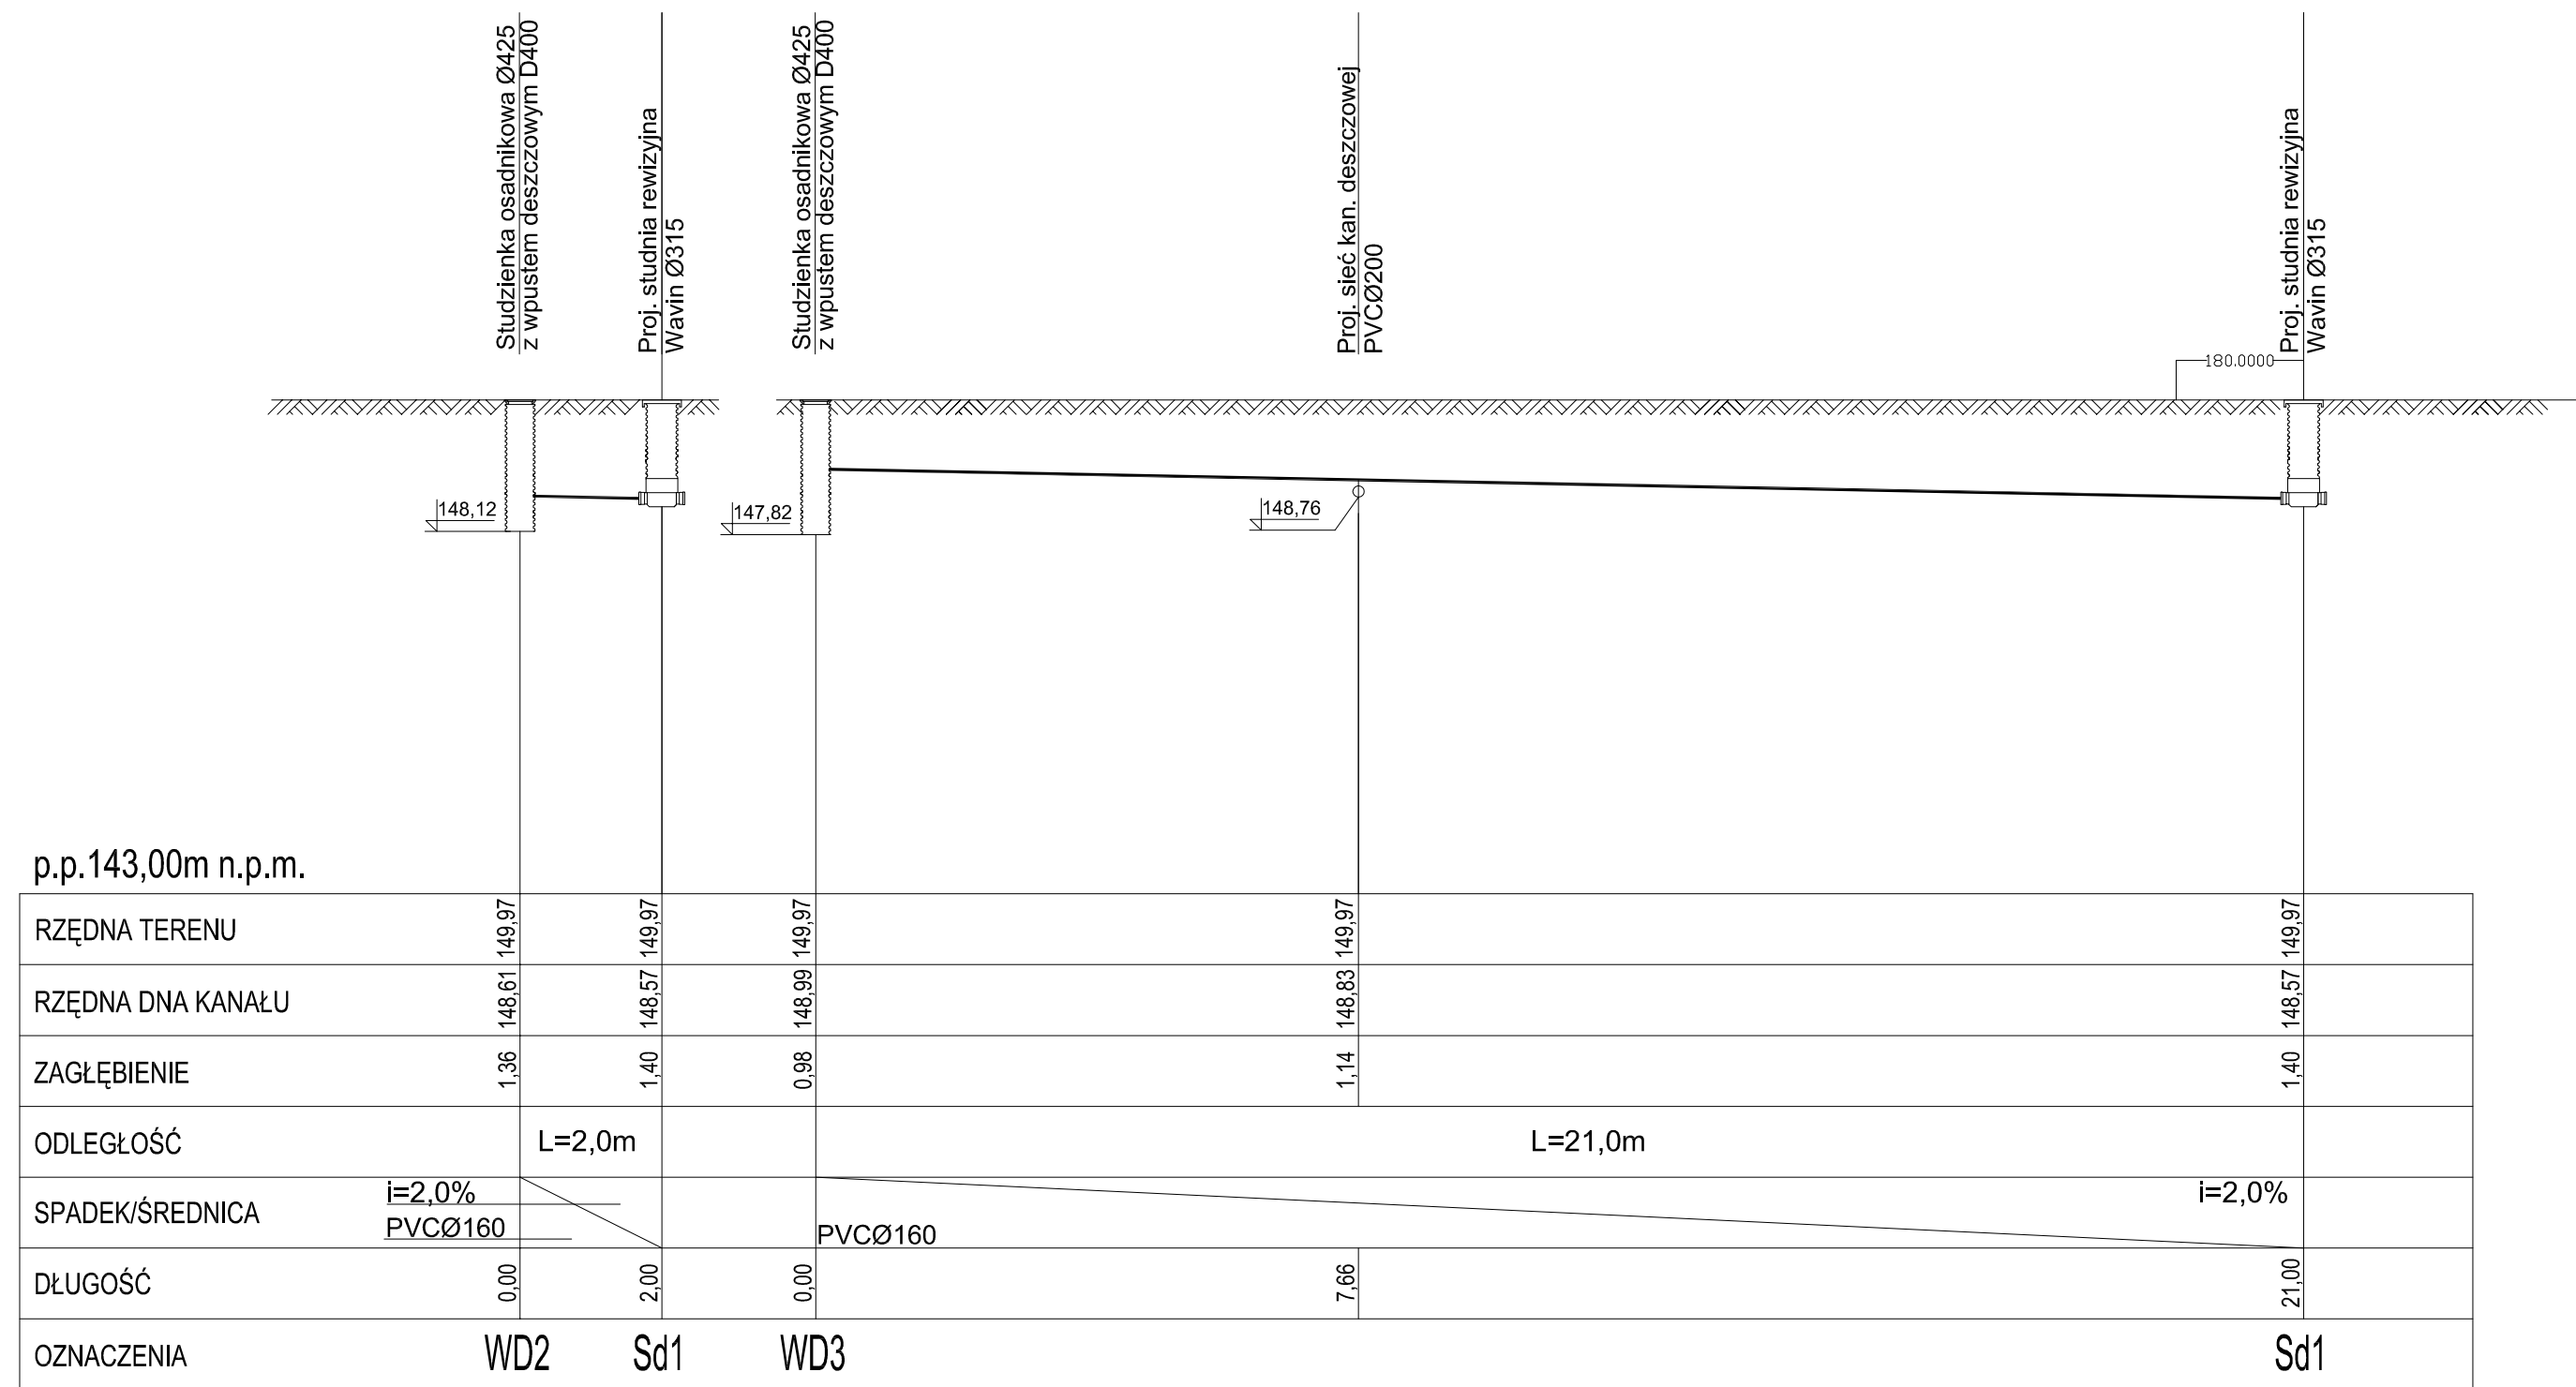 Studzienka osadnikowa Ø425
z wpustem deszczowym D400
Proj. studnia rewizyjna
Wavin Ø315
Studzienka osadnikowa Ø425
z wpustem deszczowym D400
Proj. sieć kan. deszczowej
PVCØ200
Proj. studnia rewizyjna
Wavin Ø315
180.0000
148,12
147,82
148,76
p.p.143,00m n.p.m.
RZĘDNA TERENU 149,97 149,97 149,97 149,97 149,97
RZĘDNA DNA KANAŁU 148,61 148,57 148,99 148,83 148,57
ZAGŁĘBIENIE 1,36 1,40 0,98 1,14 1,40
ODLEGŁOŚĆ L=2,0m L=21,0m
SPADEK/ŚREDNICA i=2,0% i=2,0%
PVCØ160 PVCØ160
DŁUGOŚĆ 0,00 2,00 0,00 7,66 21,00
OZNACZENIA WD2 Sd1 WD3 Sd1